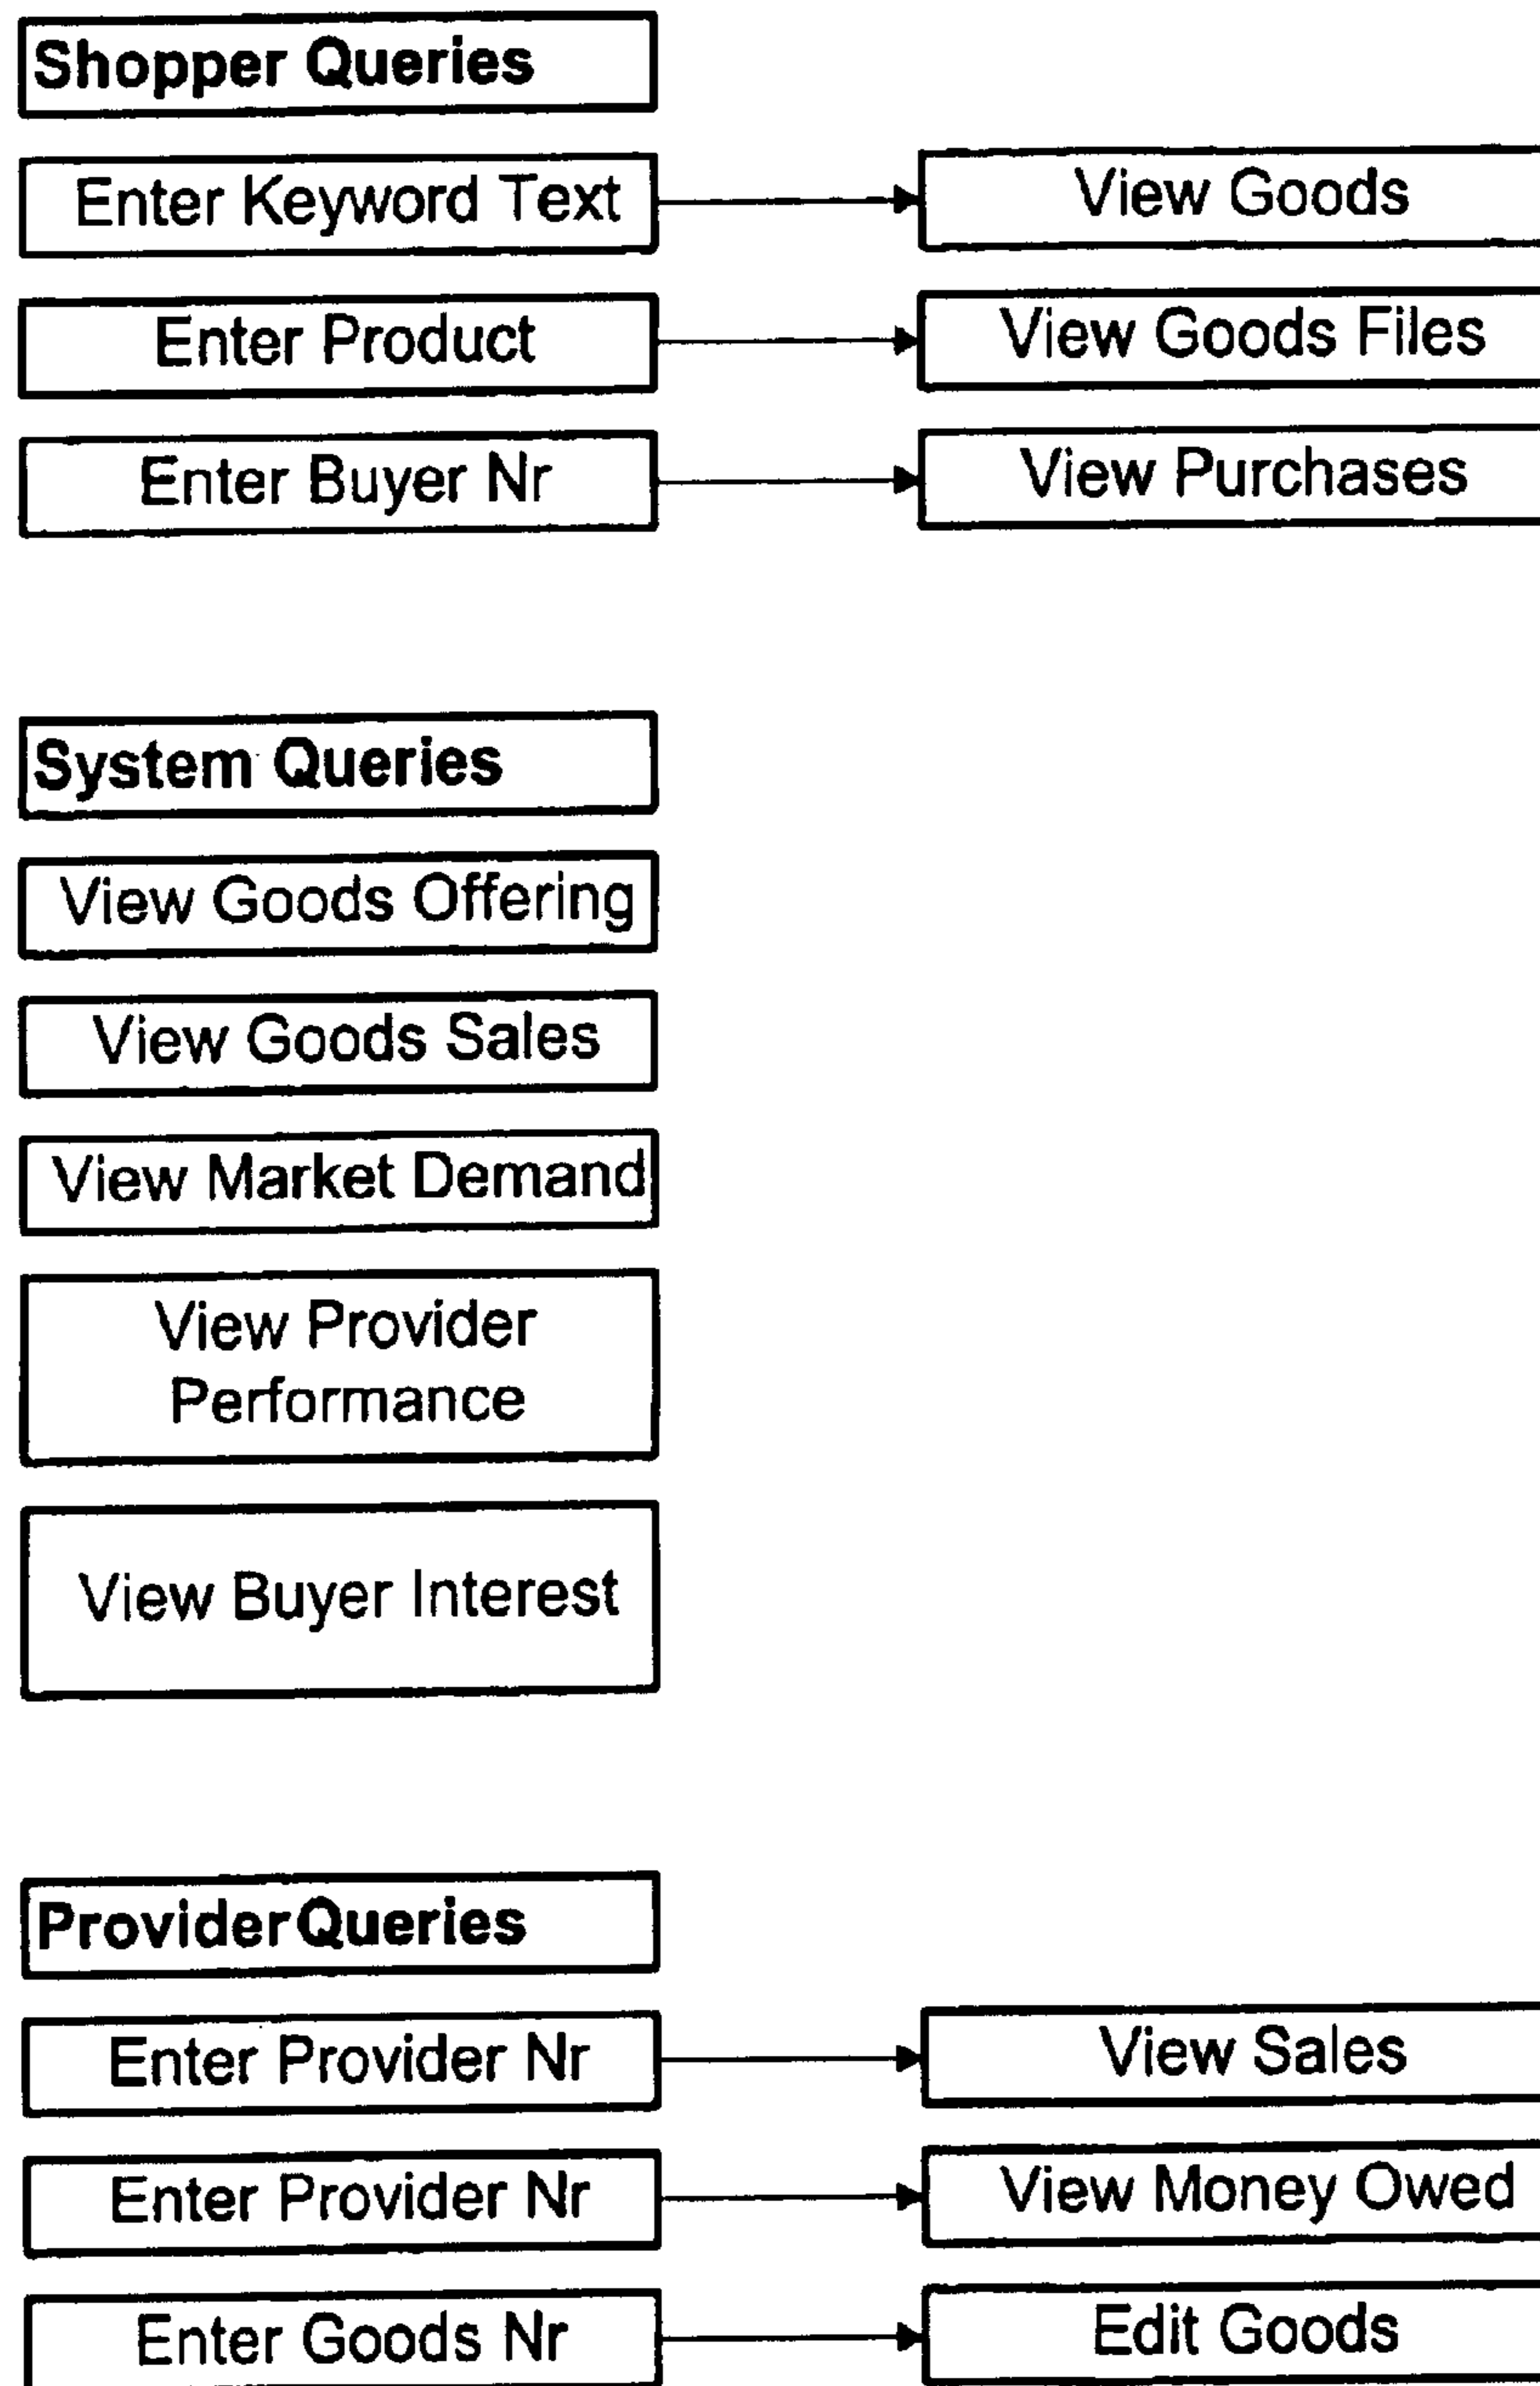 Shopper Queries
Enter Keyword Text
View Goods
Enter Product
View Goods Files
Enter Buyer Nr
View Purchases
System Queries
View Goods Offering
View Goods Sales
View Market Demand
View Provider
Performance
View Buyer Interest
Provider Queries
Enter Provider Nr
View Sales
Enter Provider Nr
View Money Owed
Enter Goods Nr
Edit Goods